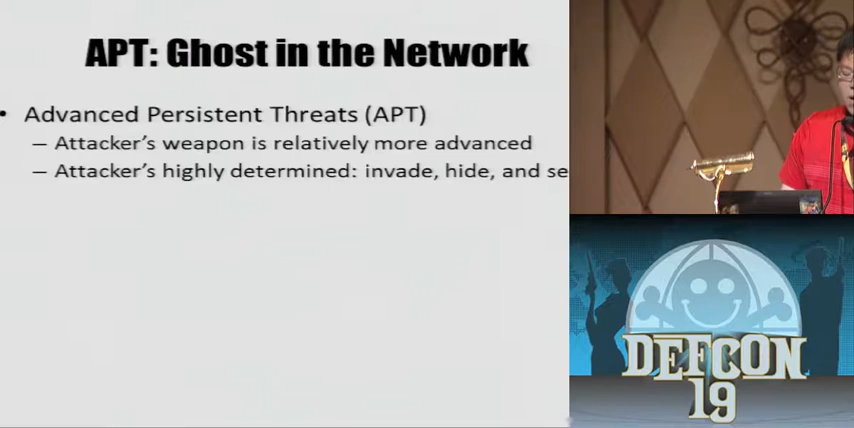 APT: Ghost in the Network
• Advanced Persistent Threats (APT)
– Attacker's weapon is relatively more advanced
– Attacker's highly determined: invade, hide, and se
DEFCON
19